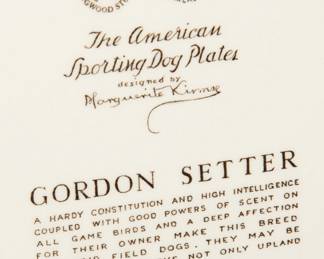 The American
Sporting Dog Plates
designed by
Marguerite Kirmse
GORDON SETTER
A HARDY CONSTITUTION AND HIGH INTELLIGENCE
COUPLED WITH GOOD POWERS OF SCENT ON
ALL GAME BIRDS AND A DEEP AFFECTION
FOR THEIR OWNER MAKE THIS BREED
FIELD DOGS. THEY MAY BE
NOT ONLY UPLAND